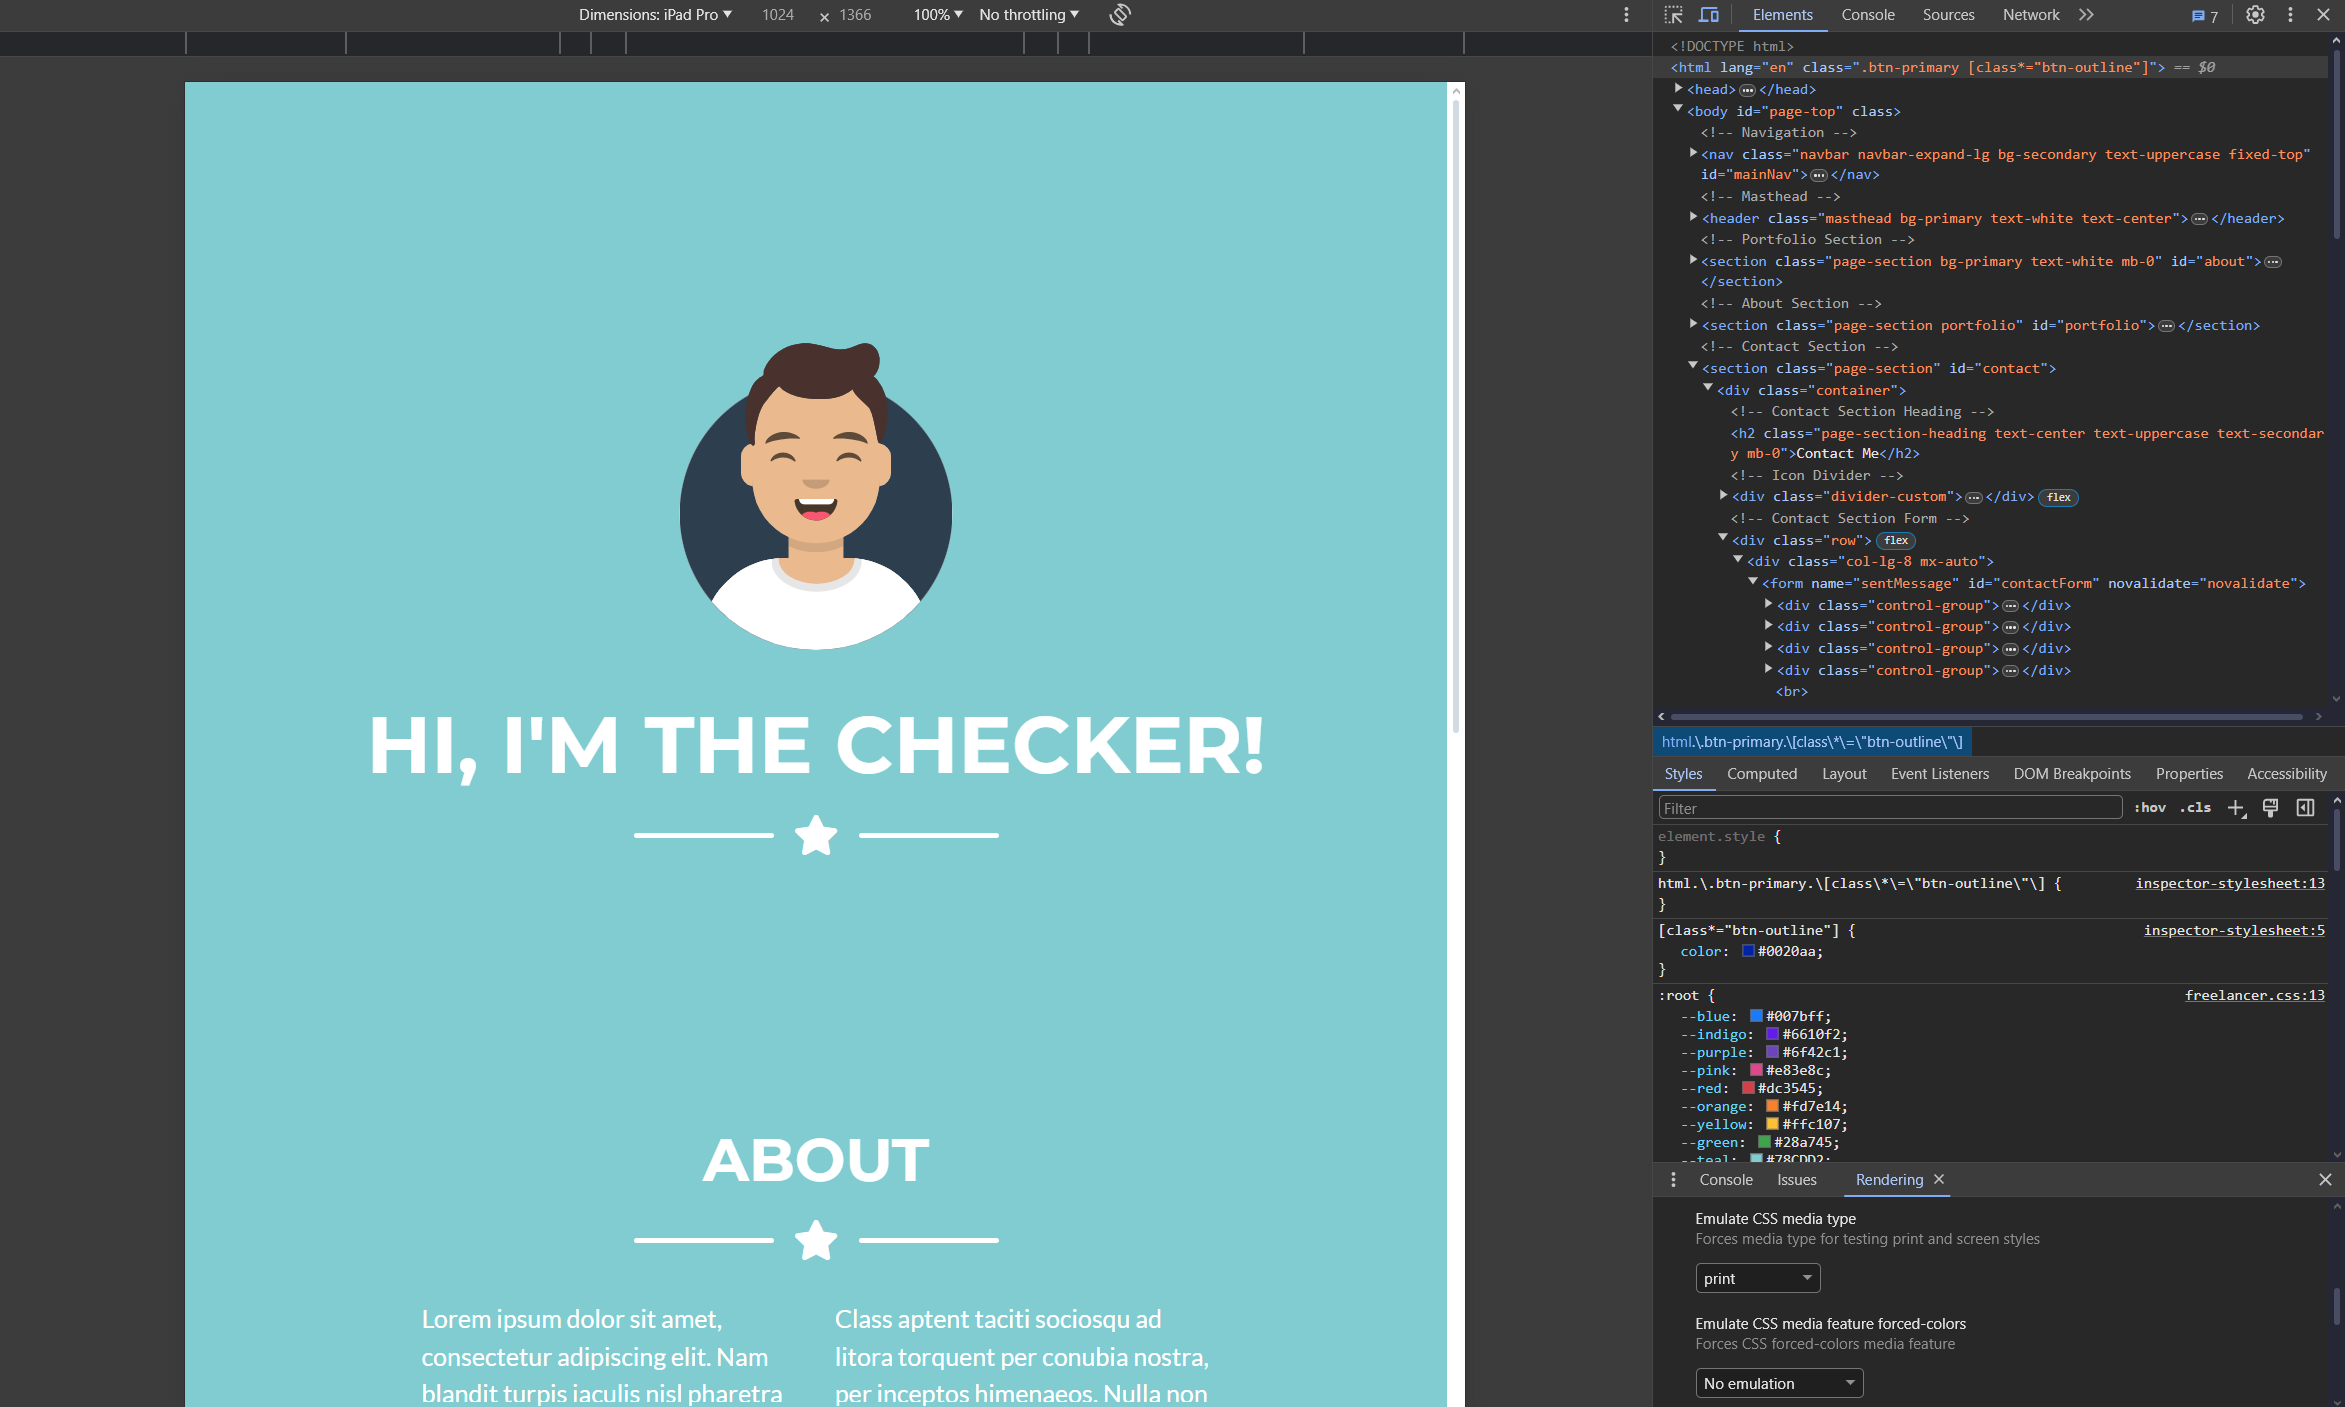 Dimensions: iPad Pro ▼ 1024 × 1366 100% ▼ No throttling ▼
HI, I'M THE CHECKER!
ABOUT
Lorem ipsum dolor sit amet,
consectetur adipiscing elit. Nam
blandit turpis iaculis nisl pharetra
Class aptent taciti sociosqu ad
litora torquent per conubia nostra,
per inceptos himenaeos. Nulla non
Elements Console Sources Network 7
<!DOCTYPE html>
<html lang="en" class=".btn-primary [class*="btn-outline"]"> == $0
<head>…</head>
<body id="page-top" class>
<!-- Navigation -->
<nav class="navbar navbar-expand-lg bg-secondary text-uppercase fixed-top"
id="mainNav">…</nav>
<!-- Masthead -->
<header class="masthead bg-primary text-white text-center">…</header>
<!-- Portfolio Section -->
<section class="page-section bg-primary text-white mb-0" id="about">…
</section>
<!-- About Section -->
<section class="page-section portfolio" id="portfolio">…</section>
<!-- Contact Section -->
<section class="page-section" id="contact">
<div class="container">
<!-- Contact Section Heading -->
<h2 class="page-section-heading text-center text-uppercase text-secondar
y mb-0">Contact Me</h2>
<!-- Icon Divider -->
<div class="divider-custom">…</div> flex
<!-- Contact Section Form -->
<div class="row"> flex
<div class="col-lg-8 mx-auto">
<form name="sentMessage" id="contactForm" novalidate="novalidate">
<div class="control-group">…</div>
<div class="control-group">…</div>
<div class="control-group">…</div>
<div class="control-group">…</div>
<br>
html.\.btn-primary.\[class\*\=\"btn-outline\"\]
Styles Computed Layout Event Listeners DOM Breakpoints Properties Accessibility
Filter :hov .cls
element.style {
}
html.\.btn-primary.\[class\*\=\"btn-outline\"\] { inspector-stylesheet:13
}
[class*="btn-outline"] { inspector-stylesheet:5
color: #0020aa;
}
:root { freelancer.css:13
--blue: #007bff;
--indigo: #6610f2;
--purple: #6f42c1;
--pink: #e83e8c;
--red: #dc3545;
--orange: #fd7e14;
--yellow: #ffc107;
--green: #28a745;
--teal: #78CDD2;
Console Issues Rendering
Emulate CSS media type
Forces media type for testing print and screen styles
print
Emulate CSS media feature forced-colors
Forces CSS forced-colors media feature
No emulation